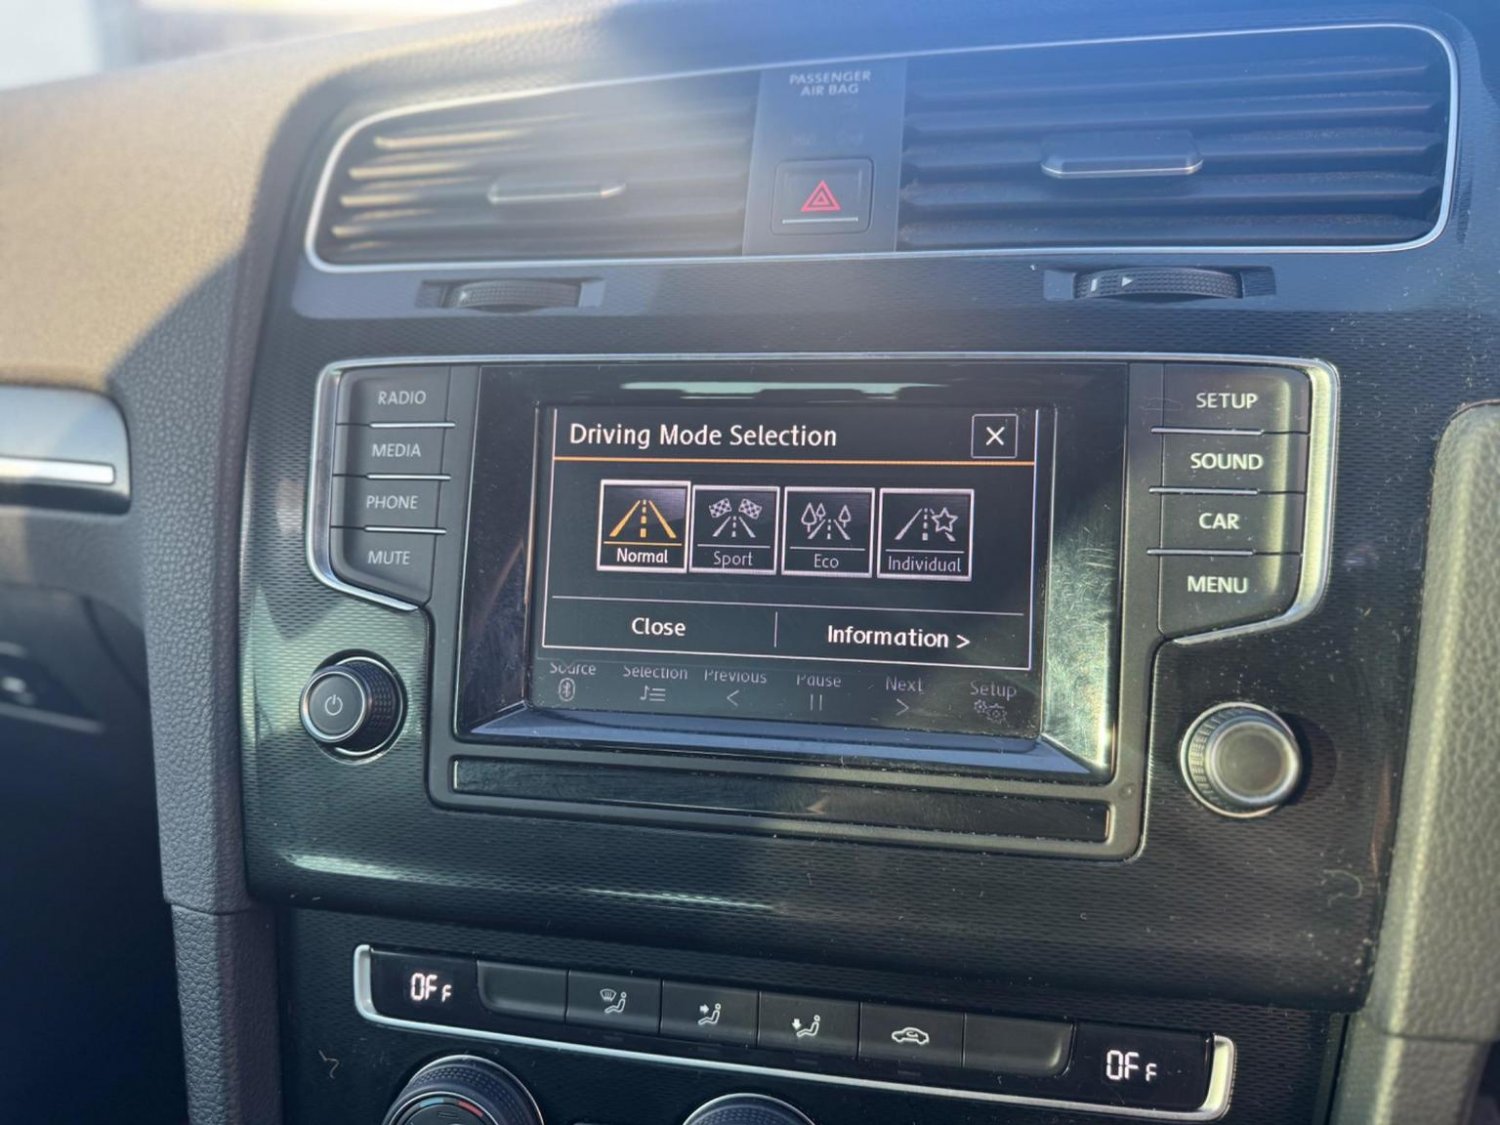 PASSENGER
AIR BAG
RADIO
MEDIA
PHONE
MUTE
Driving Mode Selection
Normal
Sport
Eco
Individual
Close
Information >
Source
Selection
Previous
Pause
Next
Setup
SETUP
SOUND
CAR
MENU
OFF
OFF